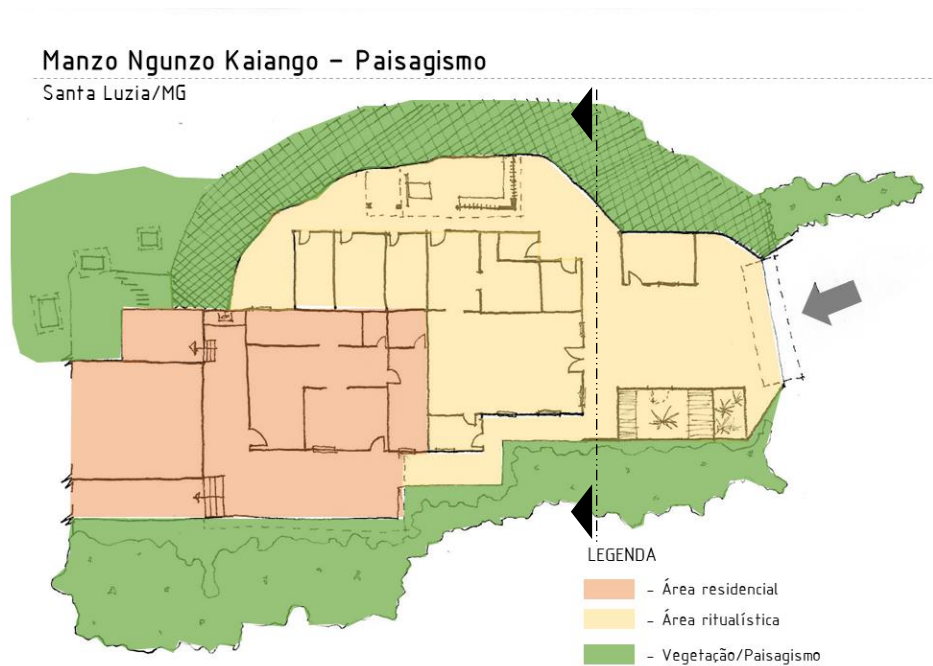 Manzo Ngunzo Kaiango - Paisagismo
Santa Luzia/MG
LEGENDA
- Área residencial
- Área ritualística
- Vegetação/Paisagismo